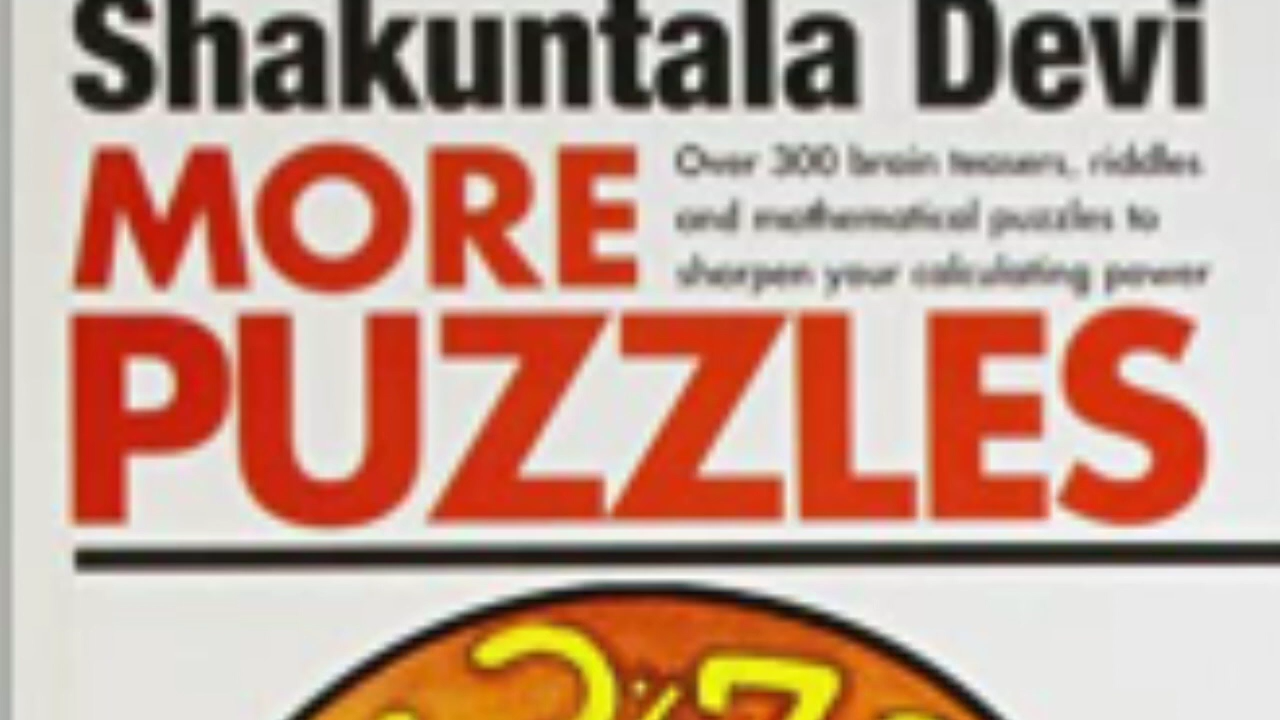 Shakuntala Devi
MORE
Over 300 brain teasers, riddles
and mathematical puzzles to
sharpen your calculating power
PUZZLES